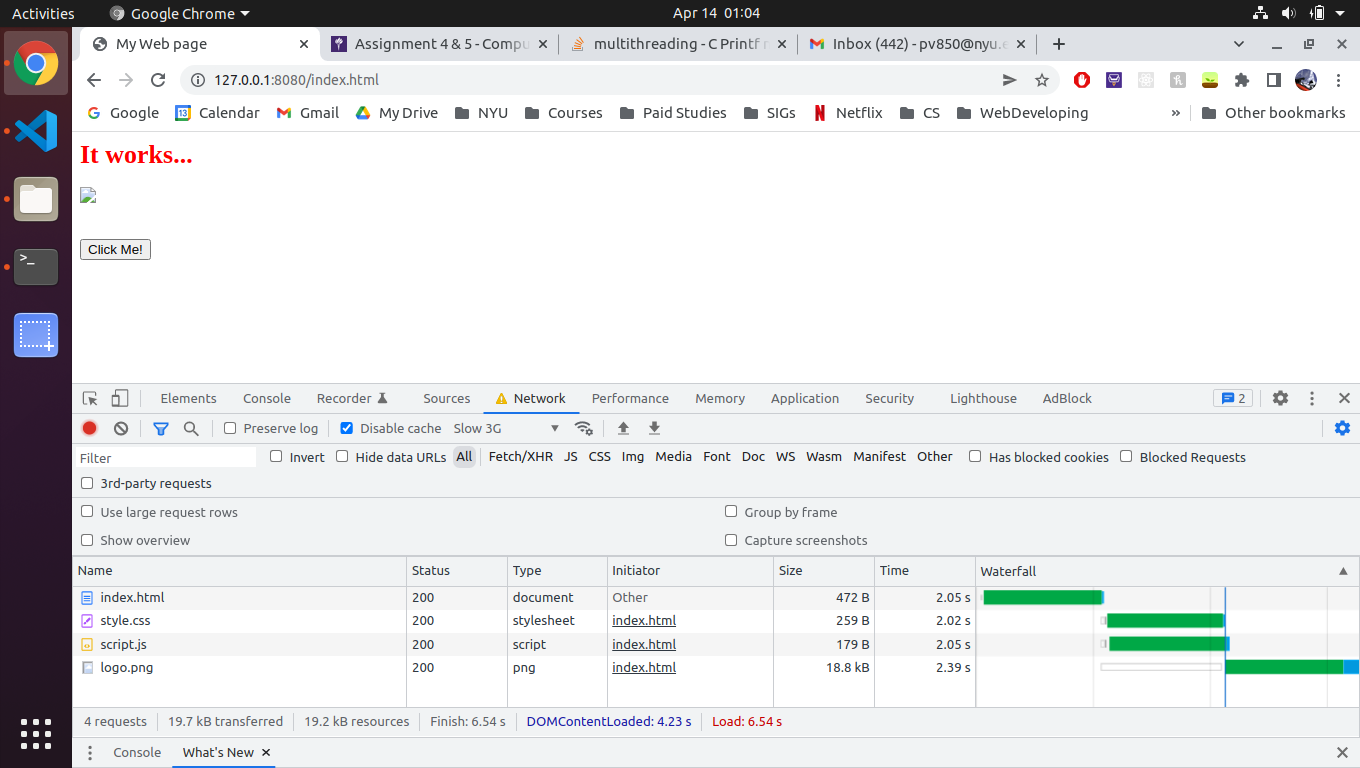 Activities Google Chrome Apr 14 01:04
My Web page Assignment 4 & 5 - Compu multithreading - C Printf n Inbox (442) - pv850@nyu.e
127.0.0.1:8080/index.html
Google Calendar Gmail My Drive NYU Courses Paid Studies SIGs Netflix CS WebDeveloping » Other bookmarks
It works...
Click Me!
Elements Console Recorder Sources Network Performance Memory Application Security Lighthouse AdBlock 2
Preserve log Disable cache Slow 3G
Filter Invert Hide data URLs All Fetch/XHR JS CSS Img Media Font Doc WS Wasm Manifest Other Has blocked cookies Blocked Requests
3rd-party requests
Use large request rows Group by frame
Show overview Capture screenshots
Name Status Type Initiator Size Time Waterfall
index.html 200 document Other 472 B 2.05 s
style.css 200 stylesheet index.html 259 B 2.02 s
script.js 200 script index.html 179 B 2.05 s
logo.png 200 png index.html 18.8 kB 2.39 s
4 requests 19.7 kB transferred 19.2 kB resources Finish: 6.54 s DOMContentLoaded: 4.23 s Load: 6.54 s
Console What's New